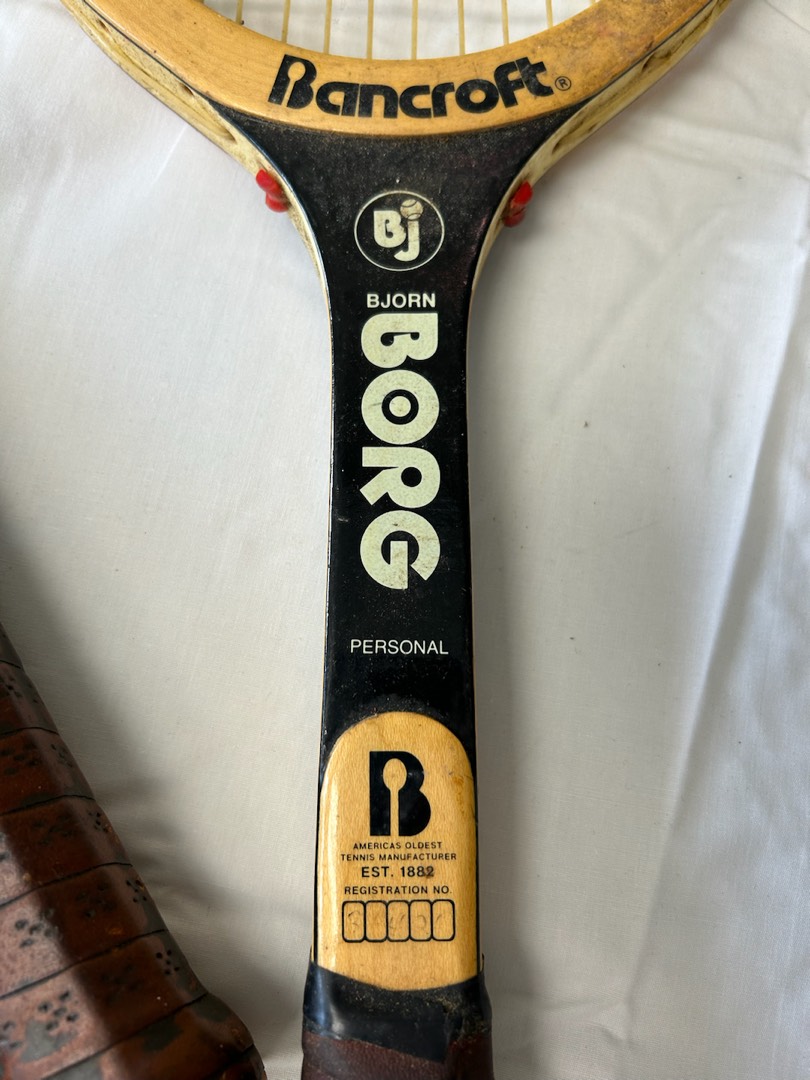 Bancroft®
BJ
BJORN
BORG
PERSONAL
B
AMERICAS OLDEST
TENNIS MANUFACTURER
EST. 1882
REGISTRATION NO.